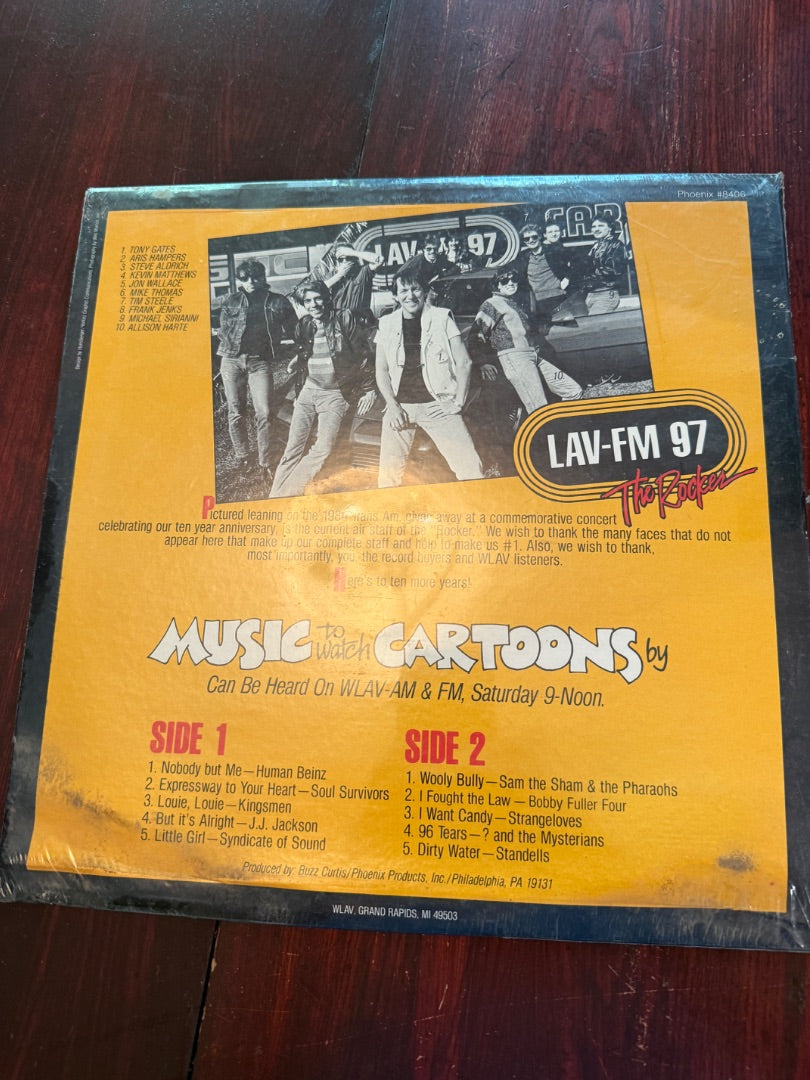 Phoenix #8406
1. TONY GATES
2. ARIS HAMPERS
3. STEVE ALDRICH
4. KEVIN MATTHEWS
5. JON WALLACE
6. MIKE THOMAS
7. TIM STEELE
8. FRANK JENKS
9. MICHAEL SIRIANNI
10. ALLISON HARTE
LAV-FM 97
LAV-FM 97
The Rocker
Pictured leaning on the Trans Am, given away at a commemorative concert
celebrating our ten year anniversary, is the current air staff of the "Rocker." We wish to thank the many faces that do not
appear here that make up our complete staff and help to make us #1. Also, we wish to thank,
most importantly, you, the record buyers and WLAV listeners.
Here's to ten more years!
MUSIC to watch CARTOONS by
Can Be Heard On WLAV-AM & FM, Saturday 9-Noon.
SIDE 1
1. Nobody but Me—Human Beinz
2. Expressway to Your Heart—Soul Survivors
3. Louie, Louie—Kingsmen
4. But it's Alright—J.J. Jackson
5. Little Girl—Syndicate of Sound
SIDE 2
1. Wooly Bully—Sam the Sham & the Pharaohs
2. I Fought the Law—Bobby Fuller Four
3. I Want Candy—Strangeloves
4. 96 Tears—? and the Mysterians
5. Dirty Water—Standells
Produced by: Buzz Curtis/Phoenix Products, Inc./Philadelphia, PA 19131
WLAV, GRAND RAPIDS, MI 49503